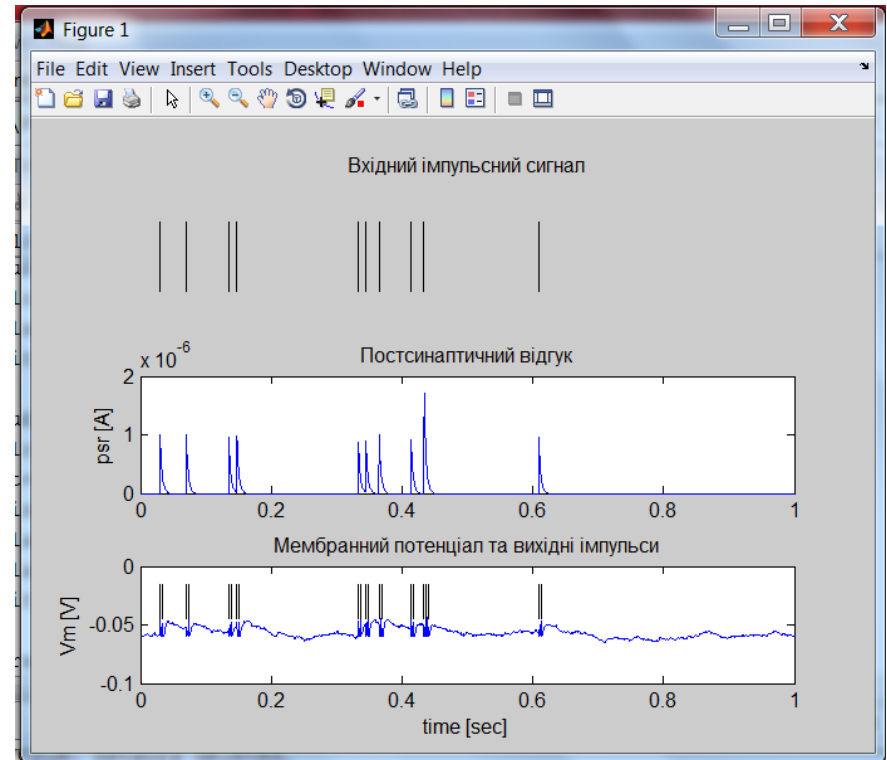 Figure 1
File Edit View Insert Tools Desktop Window Help
Вхідний імпульсний сигнал
x 10^-6
Постсинаптичний відгук
2
1
0
psr [A]
0 0.2 0.4 0.6 0.8 1
Мембранний потенціал та вихідні імпульси
0
-0.05
-0.1
Vm [V]
0 0.2 0.4 0.6 0.8 1
time [sec]